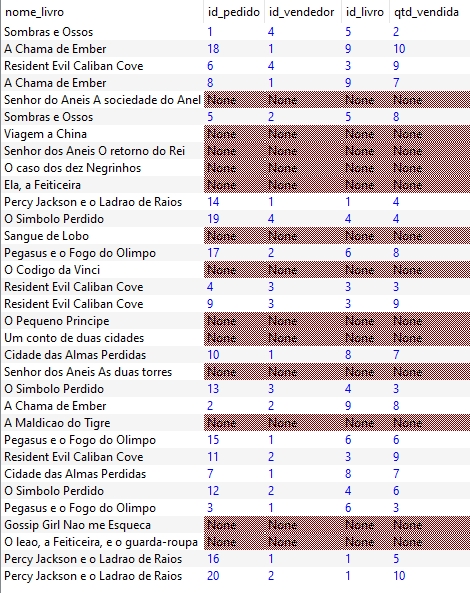 nome_livro id_pedido id_vendedor id_livro qtd_vendida
Sombras e Ossos 1 4 5 2
A Chama de Ember 18 1 9 10
Resident Evil Caliban Cove 6 4 3 9
A Chama de Ember 8 1 9 7
Senhor do Aneis A sociedade do Anel None None None None
Sombras e Ossos 5 2 5 8
Viagem a China None None None None
Senhor dos Aneis O retorno do Rei None None None None
O caso dos dez Negrinhos None None None None
Ela, a Feiticeira None None None None
Percy Jackson e o Ladrao de Raios 14 1 1 4
O Simbolo Perdido 19 4 4 4
Sangue de Lobo None None None None
Pegasus e o Fogo do Olimpo 17 2 6 8
O Codigo da Vinci None None None None
Resident Evil Caliban Cove 4 3 3 3
Resident Evil Caliban Cove 9 3 3 9
O Pequeno Principe None None None None
Um conto de duas cidades None None None None
Cidade das Almas Perdidas 10 1 8 7
Senhor dos Aneis As duas torres None None None None
O Simbolo Perdido 13 3 4 3
A Chama de Ember 2 2 9 8
A Maldicao do Tigre None None None None
Pegasus e o Fogo do Olimpo 15 1 6 6
Resident Evil Caliban Cove 11 2 3 9
Cidade das Almas Perdidas 7 1 8 7
O Simbolo Perdido 12 2 4 6
Pegasus e o Fogo do Olimpo 3 1 6 3
Gossip Girl Nao me Esqueca None None None None
O leao, a Feiticeira, e o guarda-roupa None None None None
Percy Jackson e o Ladrao de Raios 16 1 1 5
Percy Jackson e o Ladrao de Raios 20 2 1 10